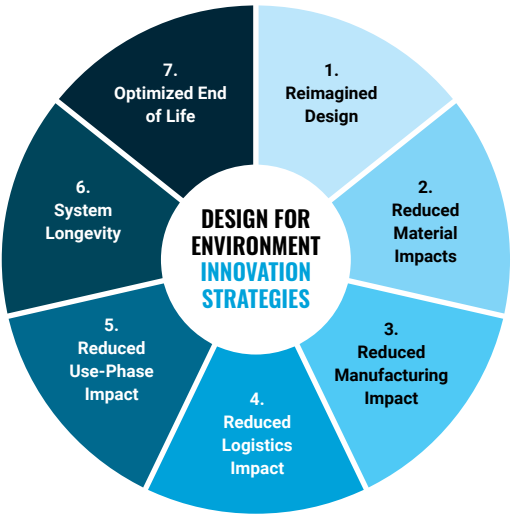 DESIGN FOR
ENVIRONMENT
INNOVATION
STRATEGIES
1.
Reimagined
Design
2.
Reduced
Material
Impacts
3.
Reduced
Manufacturing
Impact
4.
Reduced
Logistics
Impact
5.
Reduced
Use-Phase
Impact
6.
System
Longevity
7.
Optimized End
of Life